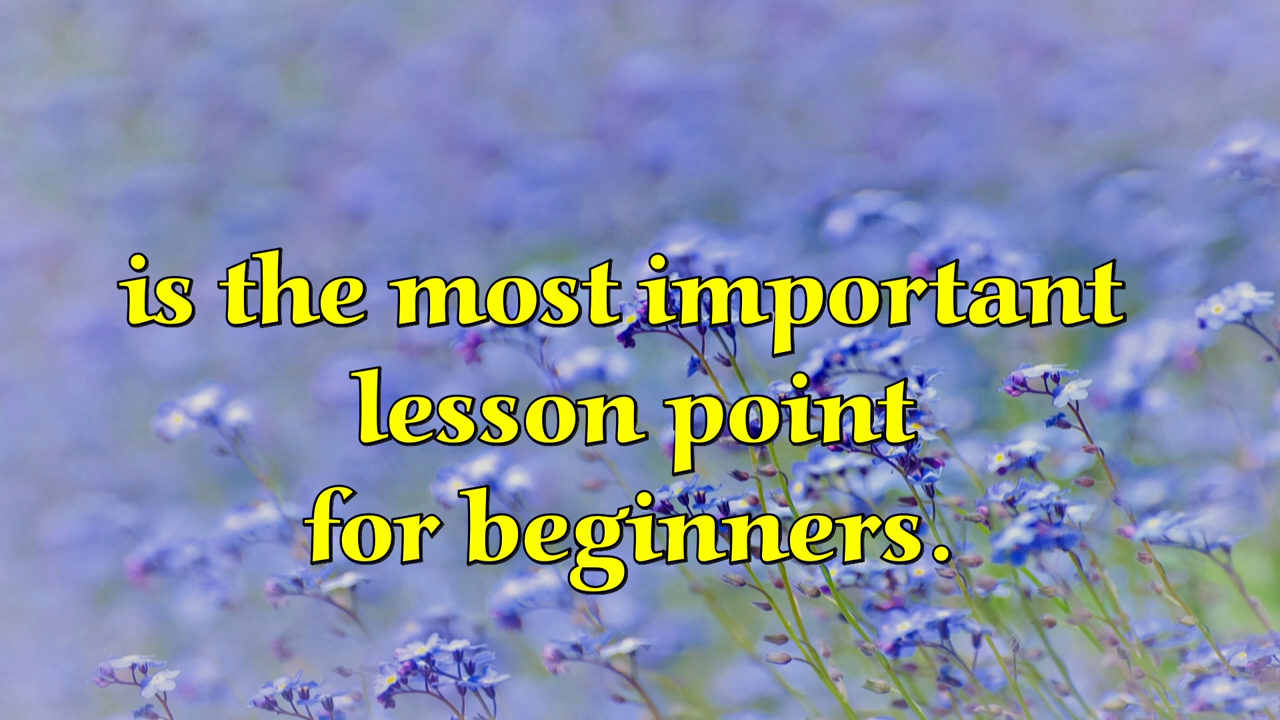 is the most important
lesson point
for beginners.